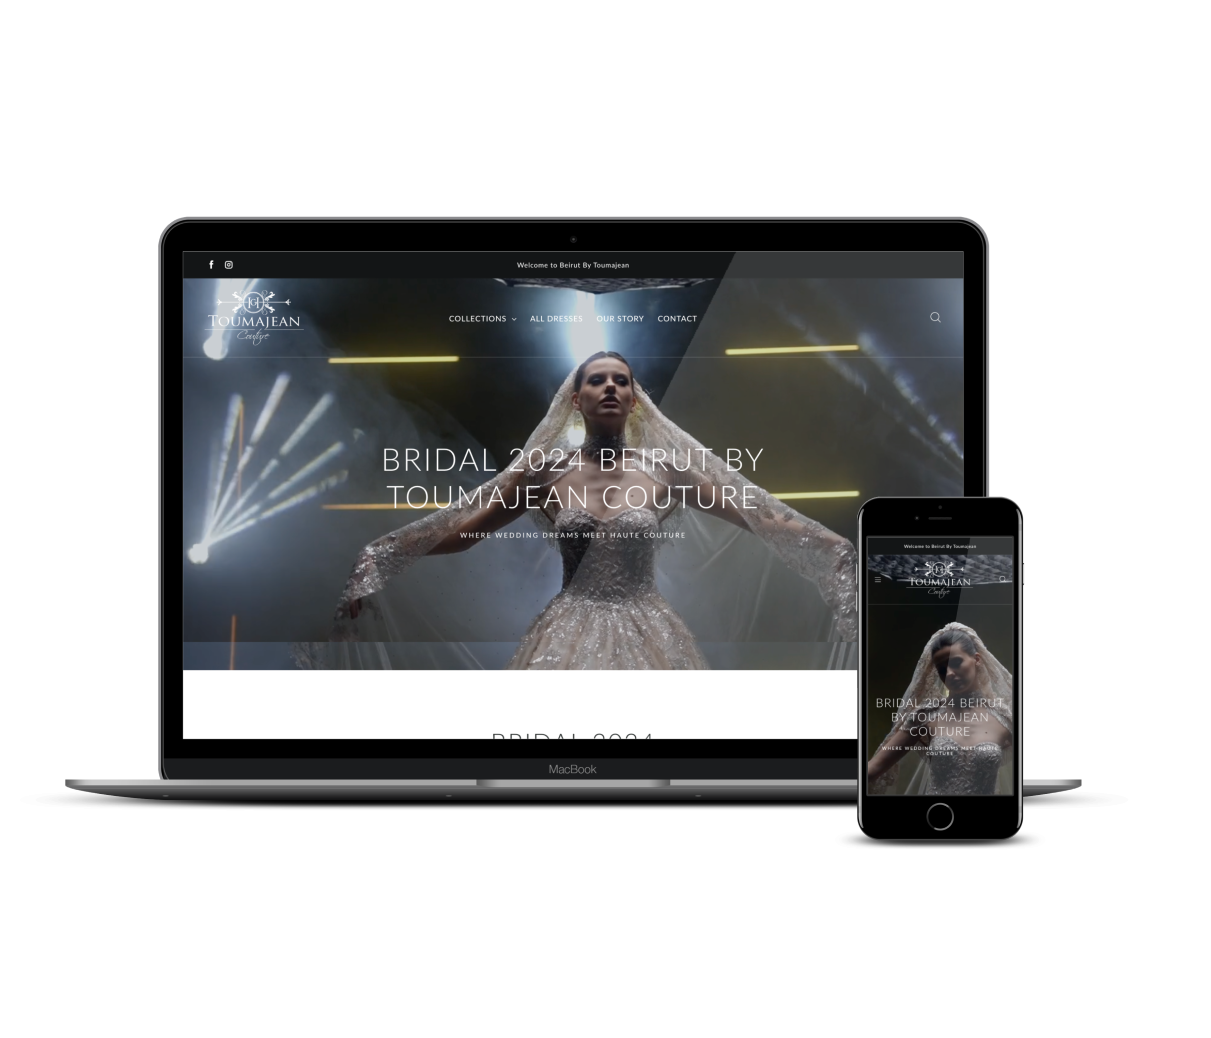 Welcome to Beirut By Toumajean
TOUMAJEAN
Couture
COLLECTIONS ALL DRESSES OUR STORY CONTACT
BRIDAL 2024 BEIRUT BY
TOUMAJEAN COUTURE
WHERE WEDDING DREAMS MEET HAUTE COUTURE
BRIDAL 2024
MacBook
Welcome to Beirut By Toumajean
TOUMAJEAN
Couture
BRIDAL 2024 BEIRUT
BY TOUMAJEAN
COUTURE
WHERE WEDDING DREAMS MEET HAUTE
COUTURE